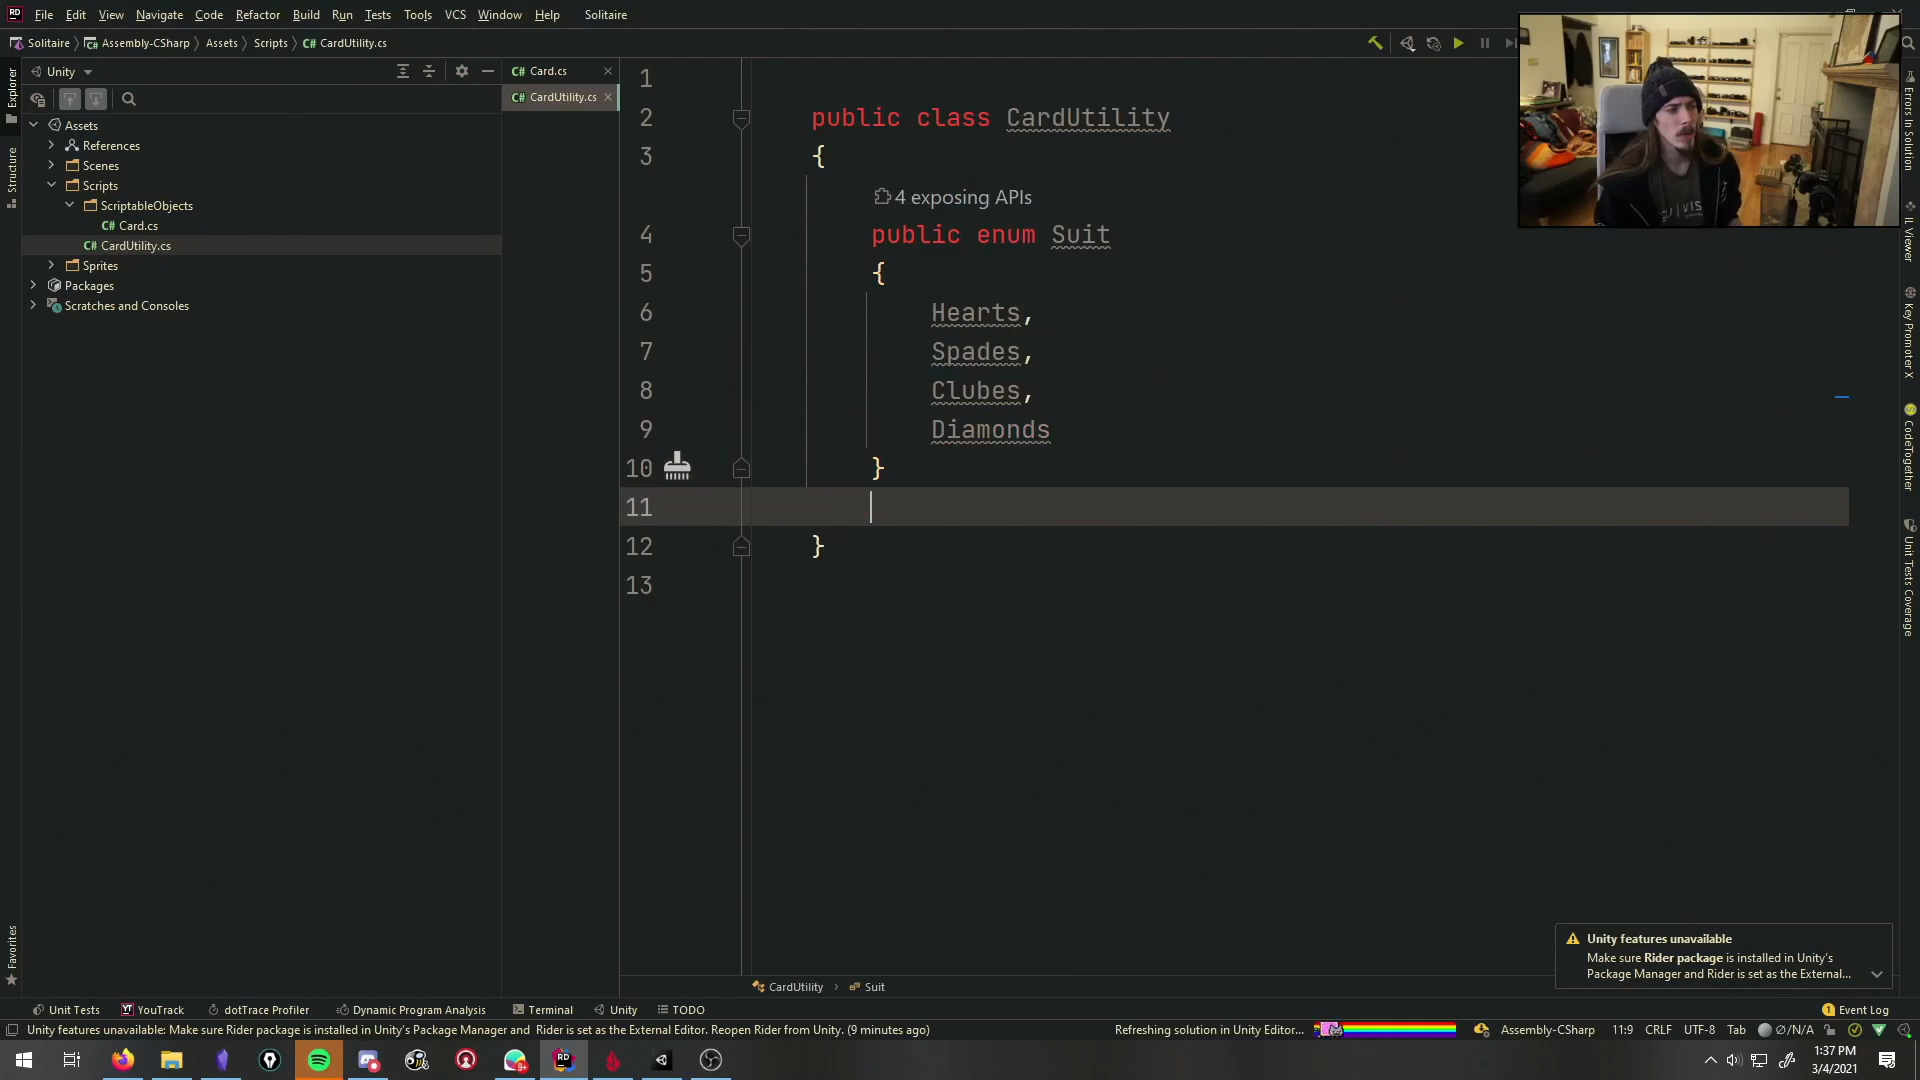 RD File Edit View Navigate Code Refactor Build Run Tests Tools VCS Window Help Solitaire
Solitaire Assembly-CSharp Assets Scripts C# CardUtility.cs
Explorer
Structure
Favorites
Unity
Assets
References
Scenes
Scripts
ScriptableObjects
C# Card.cs
C# CardUtility.cs
Sprites
Packages
Scratches and Consoles
C# Card.cs
C# CardUtility.cs
1
2 public class CardUtility
3 {
4 exposing APIs
4 public enum Suit
5 {
6 Hearts,
7 Spades,
8 Clubes,
9 Diamonds
10 }
11
12 }
13
Errors In Solution
IL Viewer
Key Promoter X
CodeTogether
Unit Tests Coverage
Unity features unavailable
Make sure Rider package is installed in Unity's
Package Manager and Rider is set as the External...
CardUtility Suit
Unit Tests YT YouTrack dotTrace Profiler Dynamic Program Analysis Terminal Unity TODO 1 Event Log
Unity features unavailable: Make sure Rider package is installed in Unity's Package Manager and Rider is set as the External Editor. Reopen Rider from Unity. (9 minutes ago) Refreshing solution in Unity Editor... Assembly-CSharp 11:9 CRLF UTF-8 Tab ∅/N/A
9+ RD 1:37 PM
3/4/2021